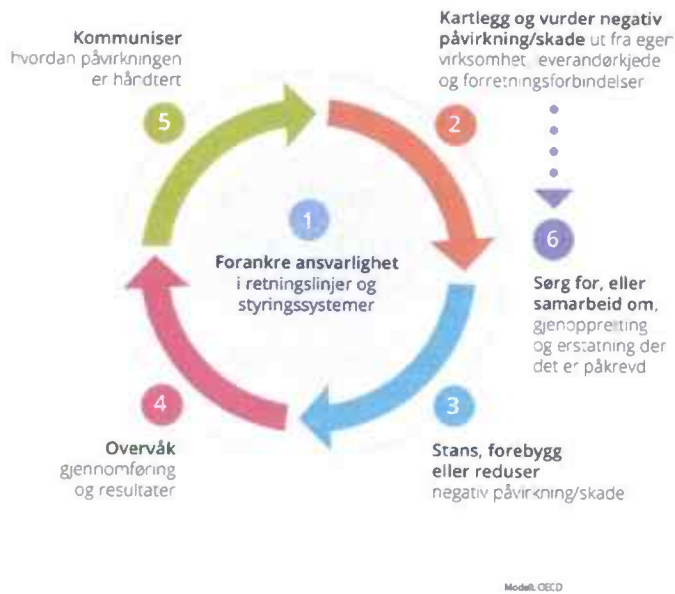 1
Forankre ansvarlighet
i retningslinjer og
styringssystemer
2
Kartlegg og vurder negativ
påvirkning/skade ut fra egen
virksomhet, leverandørkjede
og forretningsforbindelser
3
Stans, forebygg
eller reduser
negativ påvirkning/skade
4
Overvåk
gjennomføring
og resultater
5
Kommuniser
hvordan påvirkningen
er håndtert
6
Sørg for, eller
samarbeid om,
gjenoppretting
og erstatning der
det er påkrevd
Modell: OECD